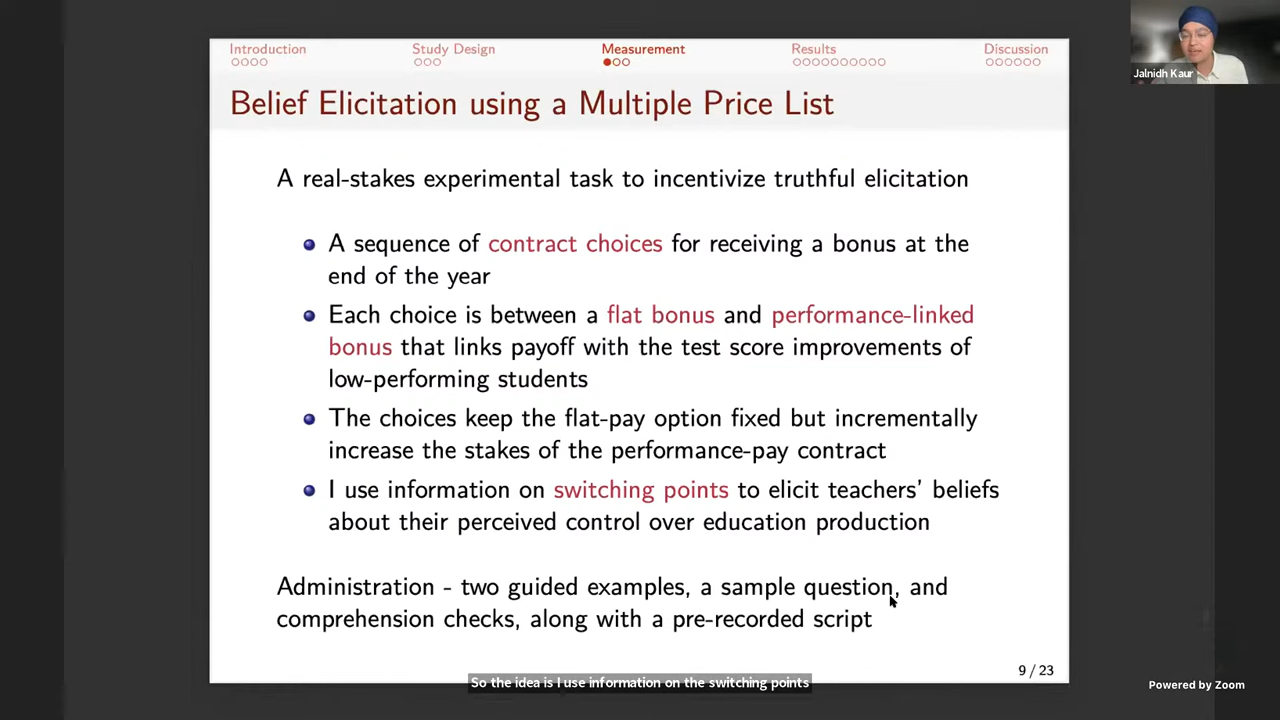 Introduction
Study Design
Measurement
Results
Discussion
Jalnidh Kaur
Belief Elicitation using a Multiple Price List
A real-stakes experimental task to incentivize truthful elicitation
A sequence of contract choices for receiving a bonus at the
end of the year
Each choice is between a flat bonus and performance-linked
bonus that links payoff with the test score improvements of
low-performing students
The choices keep the flat-pay option fixed but incrementally
increase the stakes of the performance-pay contract
I use information on switching points to elicit teachers' beliefs
about their perceived control over education production
Administration - two guided examples, a sample question, and
comprehension checks, along with a pre-recorded script
9 / 23
So the idea is I use information on the switching points
Powered by Zoom